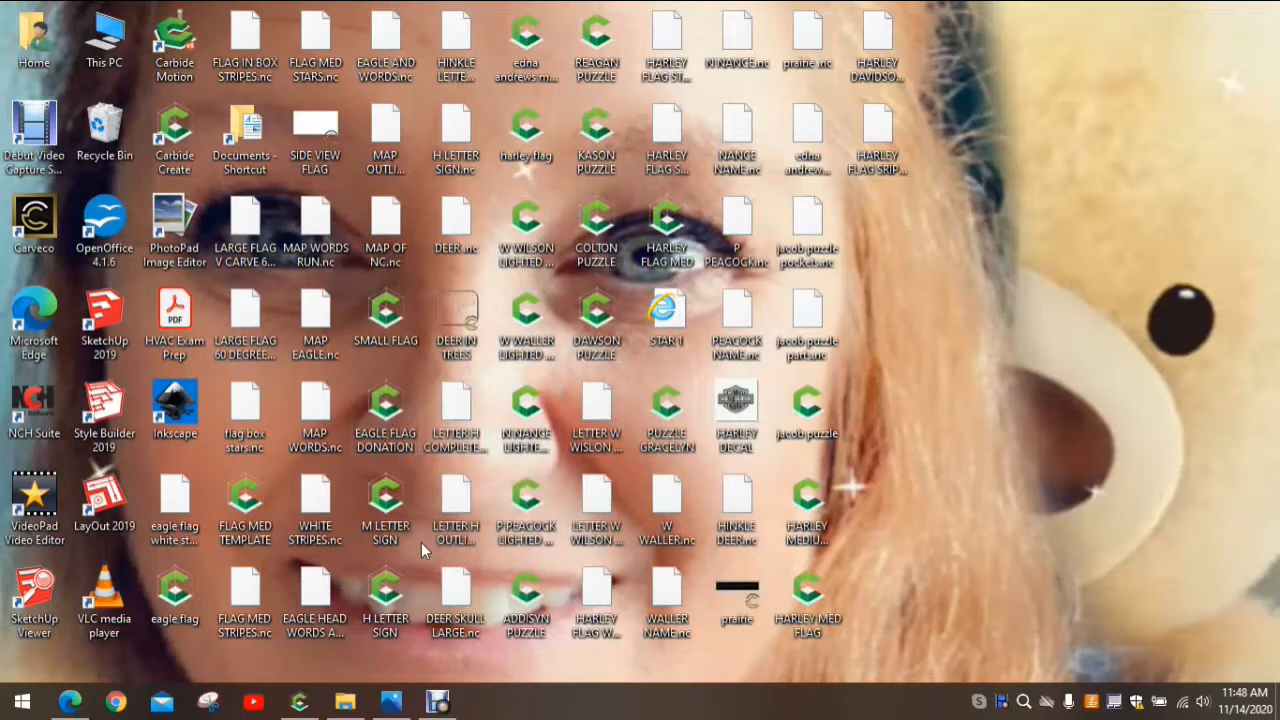 Home
This PC
Carbide
Motion
FLAG IN BOX
STRIPES.nc
FLAG MED
STARS.nc
EAGLE AND
WORDS.nc
HINKLE
LETTE...
edna
andrews m...
REAGAN
PUZZLE
HARLEY
FLAG ST...
N NANCE.nc
prairie .nc
HARLEY
DAVIDSO...
Debut Video
Capture S...
Recycle Bin
Carbide
Create
Documents -
Shortcut
SIDE VIEW
FLAG
MAP
OUTLI...
H LETTER
SIGN.nc
harley flag
KASON
PUZZLE
HARLEY
FLAG S...
NANCE
NAME.nc
edna
andrew...
HARLEY
FLAG SRIP...
Garveco
OpenOffice
4.1.6
PhotoPad
Image Editor
LARGE FLAG
V CARVE 6...
MAP WORDS
RUN.nc
MAP OF
NC.nc
DEER .nc
W WILSON
LIGHTED ...
COLTON
PUZZLE
HARLEY
FLAG MED
P
PEACOCK.nc
jacob puzzle
pockets.nc
Microsoft
Edge
SketchUp
2019
PDF
HVAC Exam
Prep
LARGE FLAG
60 DEGREE...
MAP
EAGLE.nc
SMALL FLAG
DEER IN
TREES
W WALLER
LIGHTED ...
DAWSON
PUZZLE
STAR 1
PEACOCK
NAME.nc
jacob puzzle
parts.nc
NCH
NCH Suite
Style Builder
2019
Inkscape
flag box
stars.nc
MAP
WORDS.nc
EAGLE FLAG
DONATION
LETTER H
COMPLETE...
N NANCE
LIGHTE...
LETTER W
WISLON ...
PUZZLE
GRACELYN
HARLEY
DECAL
jacob puzzle
VideoPad
Video Editor
LayOut 2019
eagle flag
white st...
FLAG MED
TEMPLATE
WHITE
STRIPES.nc
M LETTER
SIGN
LETTER H
OUTLI...
P PEACOCK
LIGHTED ...
LETTER W
WILSON ...
W
WALLER.nc
HINKLE
DEER.nc
HARLEY
MEDIU...
SketchUp
Viewer
VLC media
player
eagle flag
FLAG MED
STRIPES.nc
EAGLE HEAD
WORDS A...
H LETTER
SIGN
DEER SKULL
LARGE.nc
ADDISYN
PUZZLE
HARLEY
FLAG W...
WALLER
NAME.nc
prairie
HARLEY MED
FLAG
11:48 AM
11/14/2020